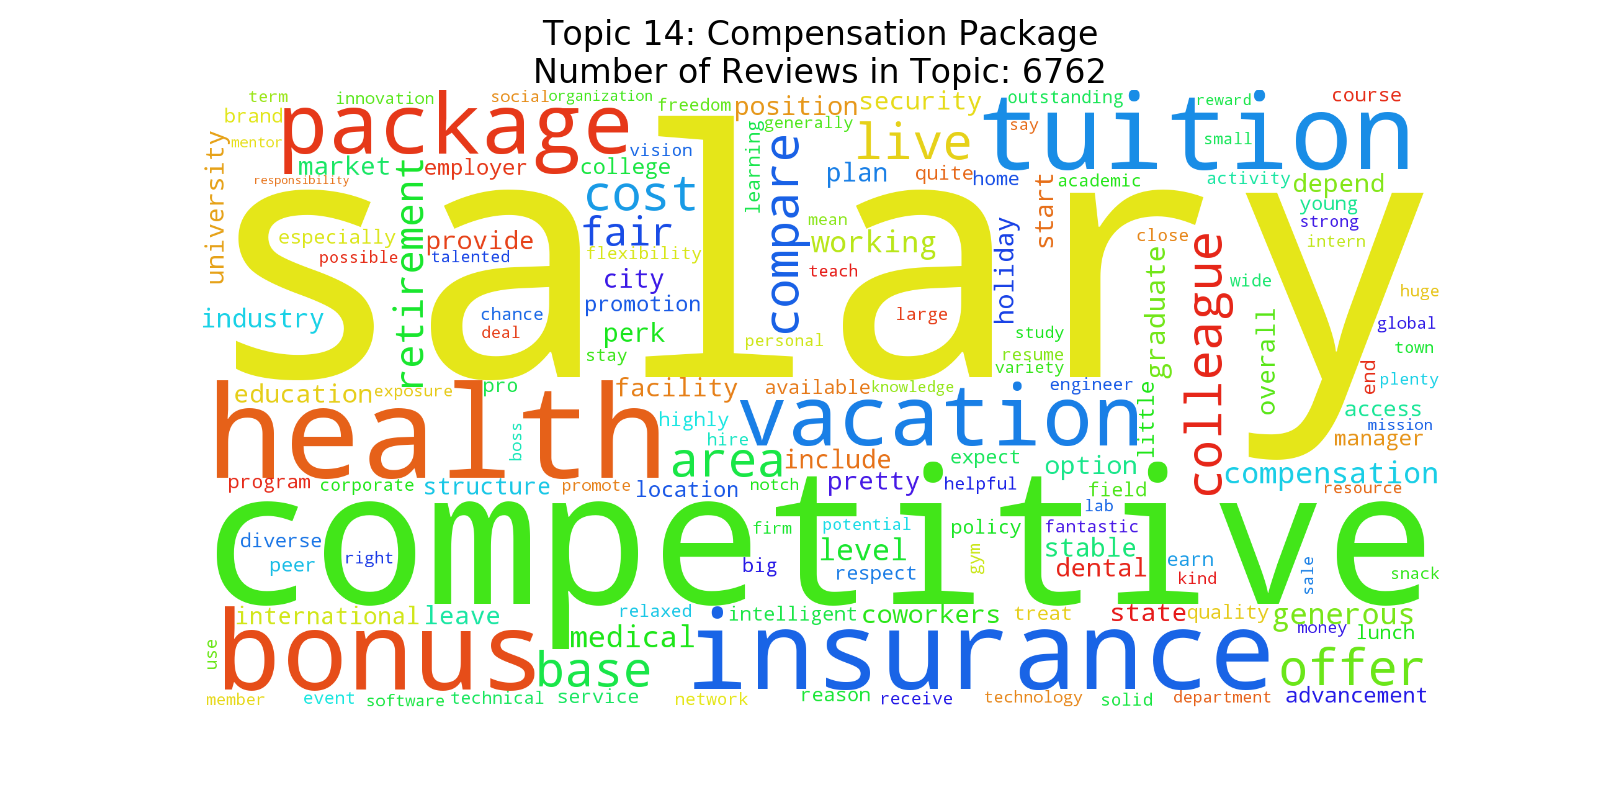 Topic 14: Compensation Package
Number of Reviews in Topic: 6762
term innovation social organization freedom position security outstanding reward course
brand package generally live tuition say small
mentor market employer vision college learning compare plan quite home academic activity depend
university responsibility retirement cost start young
especially provide fair mean working holiday close strong intern
possible talented flexibility city teach colleague graduate wide huge
salary
industry chance promotion perk large study overall global
deal stay personal resume variety town
education exposure pro facility available knowledge engineer little end plenty
health boss highly hire vacation access mission manager
area include expect option compensation
program corporate structure promote location notch pretty helpful field resource
competitive
diverse right peer firm potential policy lab fantastic
big level respect gym stable dental earn kind sale snack
international leave relaxed intelligent coworkers treat state quality generous
bonus medical insurance money lunch
use base offer
member event software technical service network reason receive technology solid department advancement